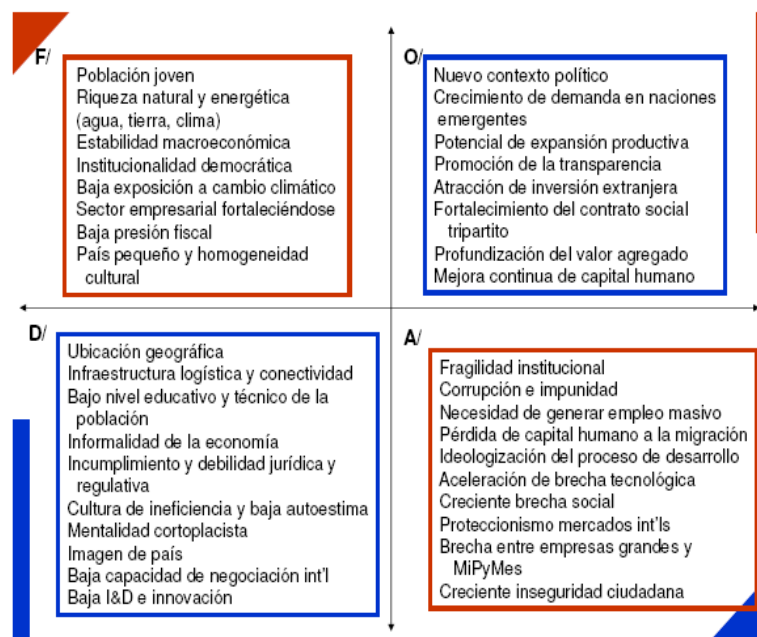 F/
Población joven
Riqueza natural y energética
(agua, tierra, clima)
Estabilidad macroeconómica
Institucionalidad democrática
Baja exposición a cambio climático
Sector empresarial fortaleciéndose
Baja presión fiscal
País pequeño y homogeneidad
cultural
O/
Nuevo contexto político
Crecimiento de demanda en naciones
emergentes
Potencial de expansión productiva
Promoción de la transparencia
Atracción de inversión extranjera
Fortalecimiento del contrato social
tripartito
Profundización del valor agregado
Mejora continua de capital humano
D/
Ubicación geográfica
Infraestructura logística y conectividad
Bajo nivel educativo y técnico de la
población
Informalidad de la economía
Incumplimiento y debilidad jurídica y
regulativa
Cultura de ineficiencia y baja autoestima
Mentalidad cortoplacista
Imagen de país
Baja capacidad de negociación int'l
Baja I&D e innovación
A/
Fragilidad institucional
Corrupción e impunidad
Necesidad de generar empleo masivo
Pérdida de capital humano a la migración
Ideologización del proceso de desarrollo
Aceleración de brecha tecnológica
Creciente brecha social
Proteccionismo mercados int'ls
Brecha entre empresas grandes y
MiPyMes
Creciente inseguridad ciudadana